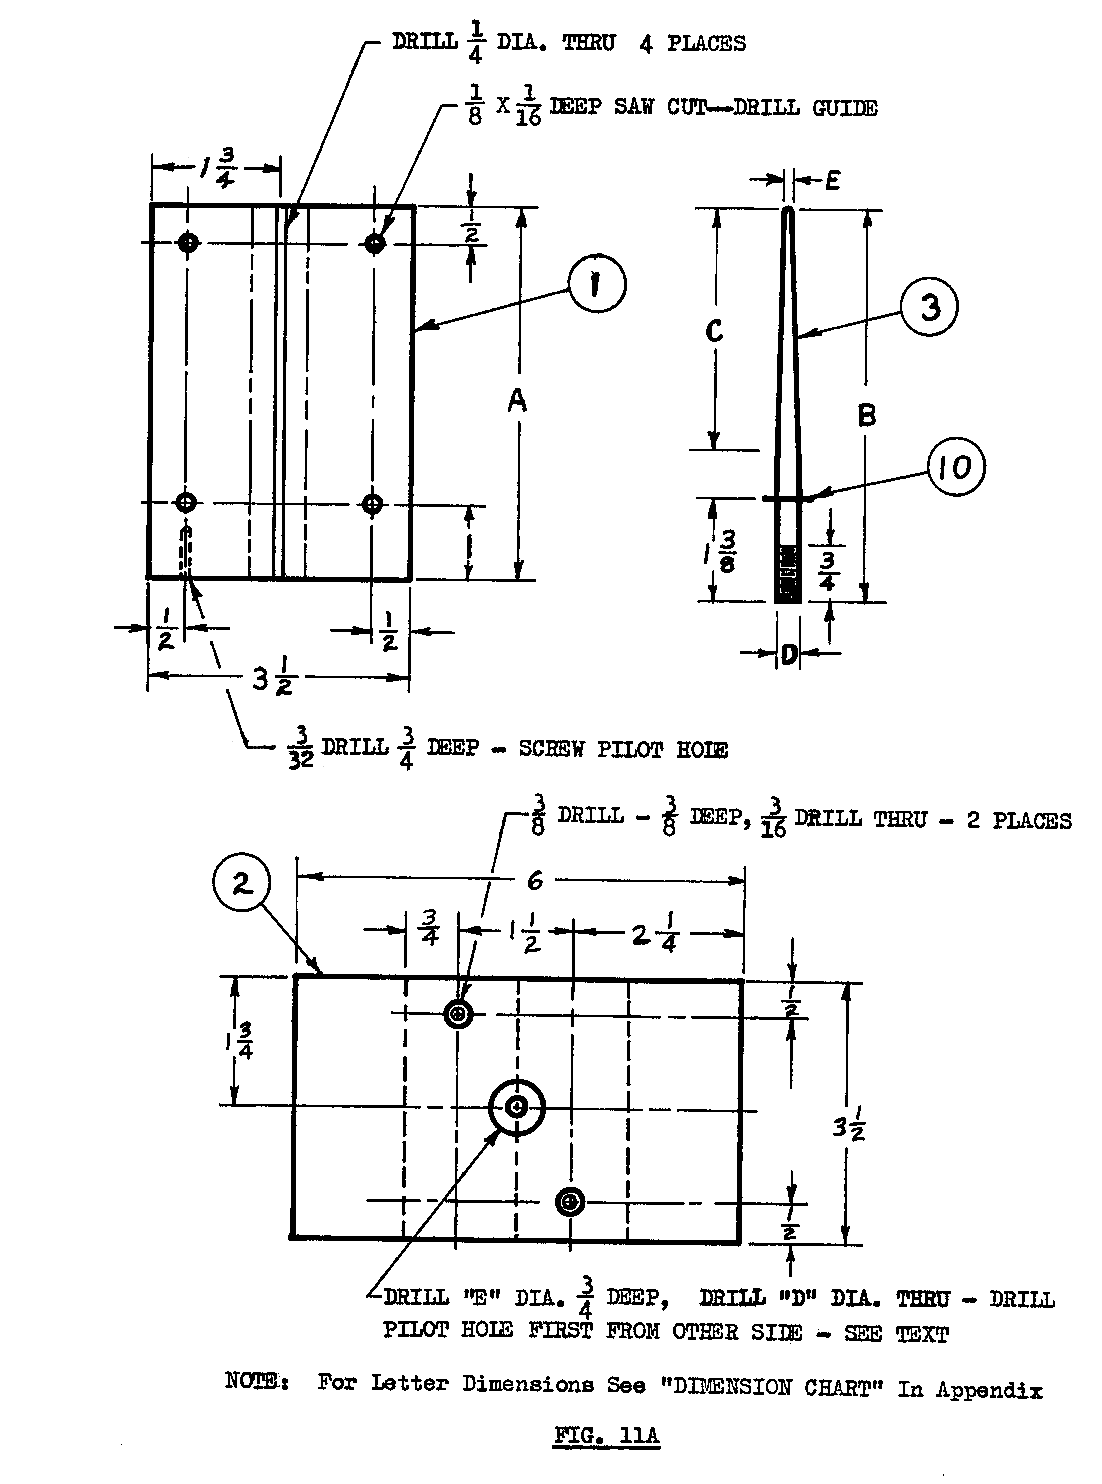 DRILL 1/4 DIA. THRU 4 PLACES
1/8 X 1/16 DEEP SAW CUT—DRILL GUIDE
1 3/4
1/2
E
1
3
A
C
B
10
1
1 3/8
3/4
1/2
1/2
D
3 1/2
3/32 DRILL 3/4 DEEP - SCREW PILOT HOLE
3/8 DRILL - 3/8 DEEP, 3/16 DRILL THRU - 2 PLACES
2
6
3/4
1 1/2
2 1/4
1/2
1 3/4
3 1/2
1/2
DRILL "E" DIA. 3/4 DEEP, DRILL "D" DIA. THRU - DRILL
PILOT HOLE FIRST FROM OTHER SIDE - SEE TEXT
NOTE: For Letter Dimensions See "DIMENSION CHART" In Appendix
FIG. 11A